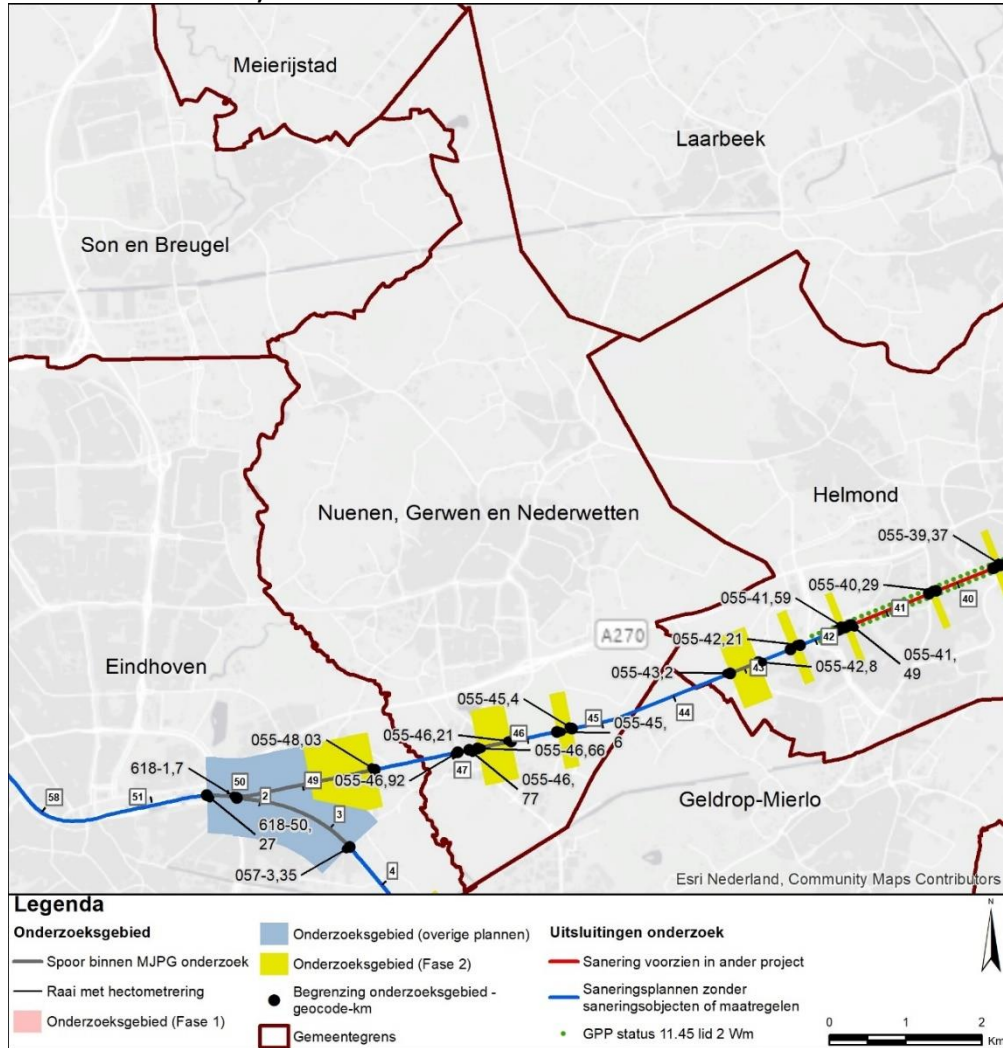 Meierijstad
Laarbeek
Son en Breugel
Helmond
Nuenen, Gerwen en Nederwetten
055-39,37
055-40,29
055-41,59
40
41
A270
42
055-42,21
Eindhoven
055-41,
49
055-42,8
43
055-43,2
055-45,4
44
45
055-45,
6
055-46,21
46
055-48,03
055-46,66
055-46,92
47
055-46,
77
618-1,7
50
49
Geldrop-Mierlo
58
51
2
3
618-50,
27
057-3,35
4
Esri Nederland, Community Maps Contributors
Legenda
Onderzoeksgebied
Spoor binnen MJPG onderzoek
Raai met hectometrering
Onderzoeksgebied (Fase 1)
Onderzoeksgebied (overige plannen)
Onderzoeksgebied (Fase 2)
Begrenzing onderzoeksgebied -
geocode-km
Gemeentegrens
Uitsluitingen onderzoek
Sanering voorzien in ander project
Saneringsplannen zonder
saneringsobjecten of maatregelen
GPP status 11.45 lid 2 Wm
N
0 1 2
Km